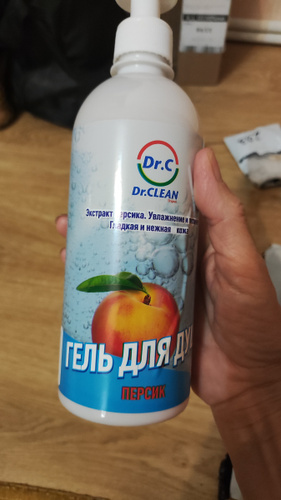 Dr.C
Dr.CLEAN
Экстракт персика. Увлажнение и
Гладкая и нежная кожа
ГЕЛЬ ДЛЯ ДУ
ПЕРСИК